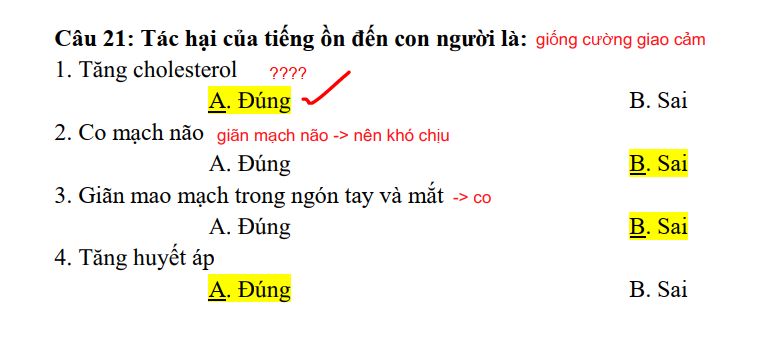 Câu 21: Tác hại của tiếng ồn đến con người là: giống cường giao cảm
1. Tăng cholesterol ????
A. Đúng B. Sai
2. Co mạch não giãn mạch não -> nên khó chịu
A. Đúng B. Sai
3. Giãn mao mạch trong ngón tay và mắt -> co
A. Đúng B. Sai
4. Tăng huyết áp
A. Đúng B. Sai